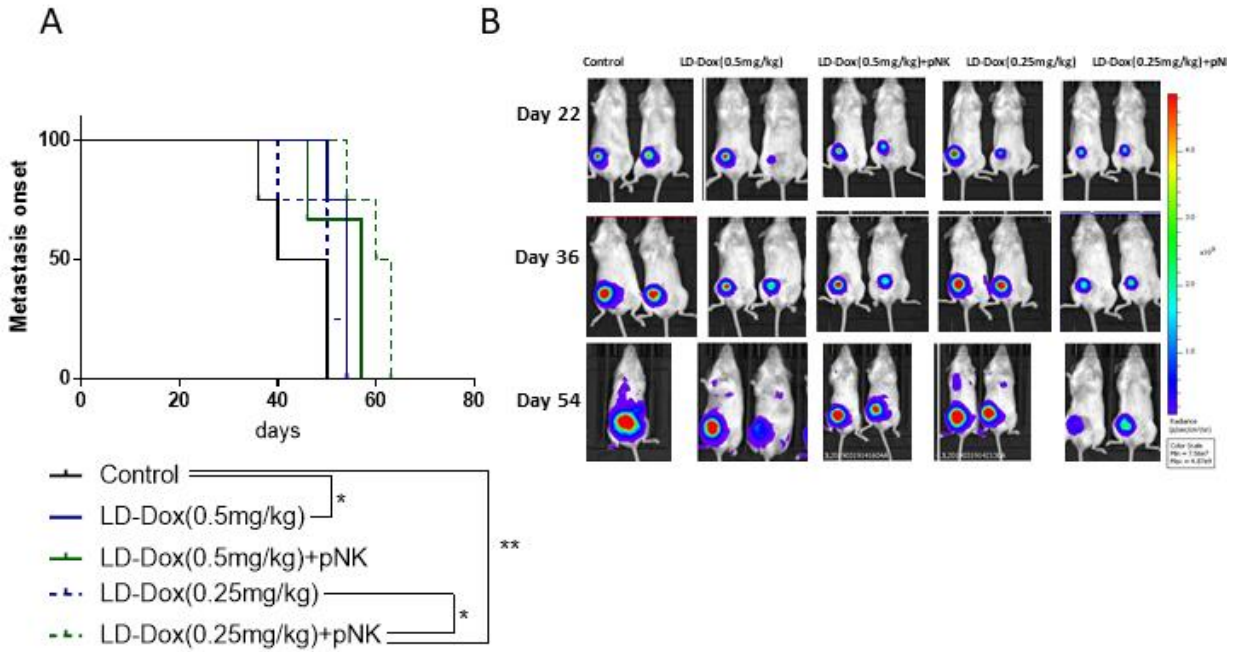 A
B
Control LD-Dox(0.5mg/kg) LD-Dox(0.5mg/kg)+pNK LD-Dox(0.25mg/kg) LD-Dox(0.25mg/kg)+pN
Day 22
Day 36
Day 54
Metastasis onset
100
50
0
0 20 40 60 80
days
Control
LD-Dox(0.5mg/kg)
LD-Dox(0.5mg/kg)+pNK
LD-Dox(0.25mg/kg)
LD-Dox(0.25mg/kg)+pNK
*
**
*
4.0
3.0
2.0
1.0
Radiance
Color Scale